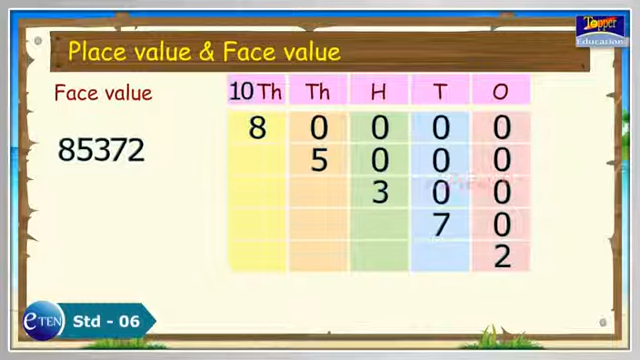 Topper
Education
Place value & Face value
Face value
10Th Th H T O
85372
8 0 0 0 0
5 0 0 0
3 0 0
7 0
2
eTEN
Std - 06